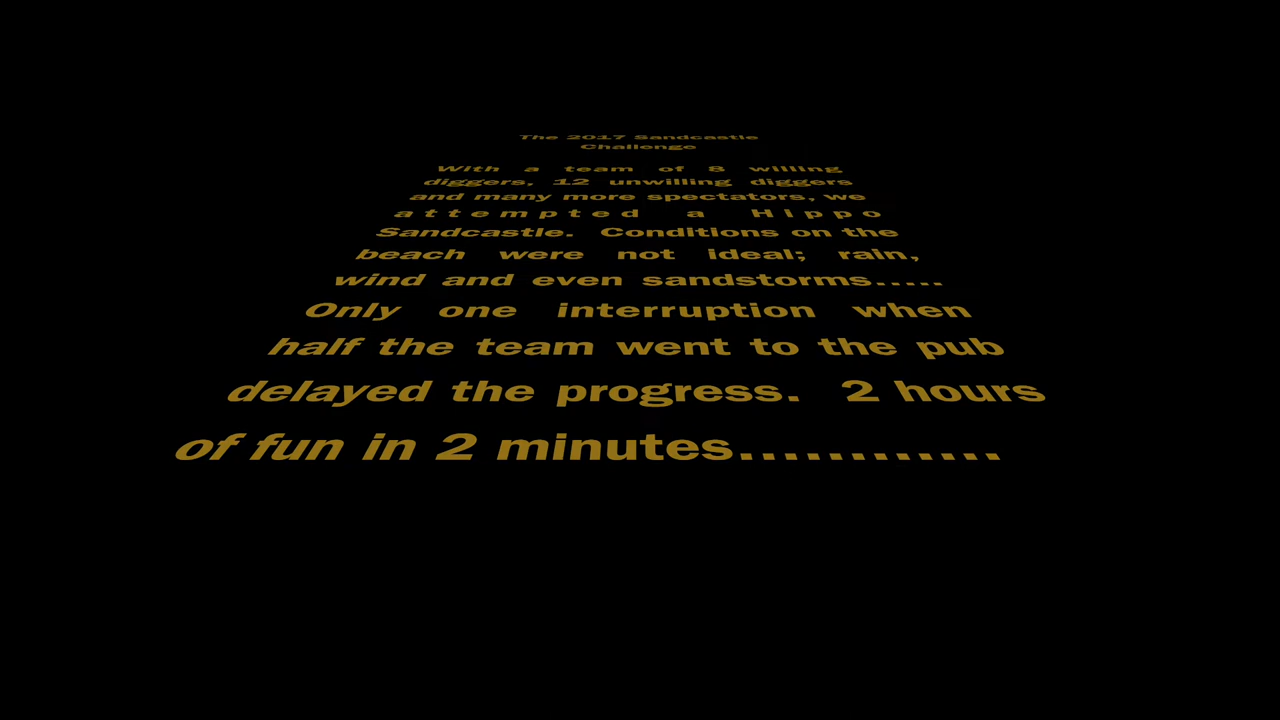 The 2017 Sandcastle
Challenge
With a team of 8 willing
diggers, 12 unwilling diggers
and many more spectators, we
attempted a Hippo
Sandcastle. Conditions on the
beach were not ideal; rain,
wind and even sandstorms.....
Only one interruption when
half the team went to the pub
delayed the progress. 2 hours
of fun in 2 minutes............